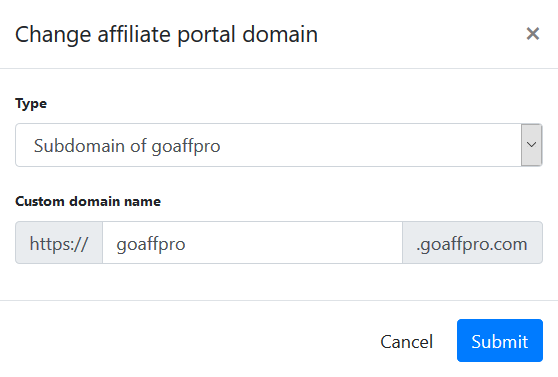 Change affiliate portal domain ×
Type
Subdomain of goaffpro
Custom domain name
https:// goaffpro .goaffpro.com
Cancel Submit